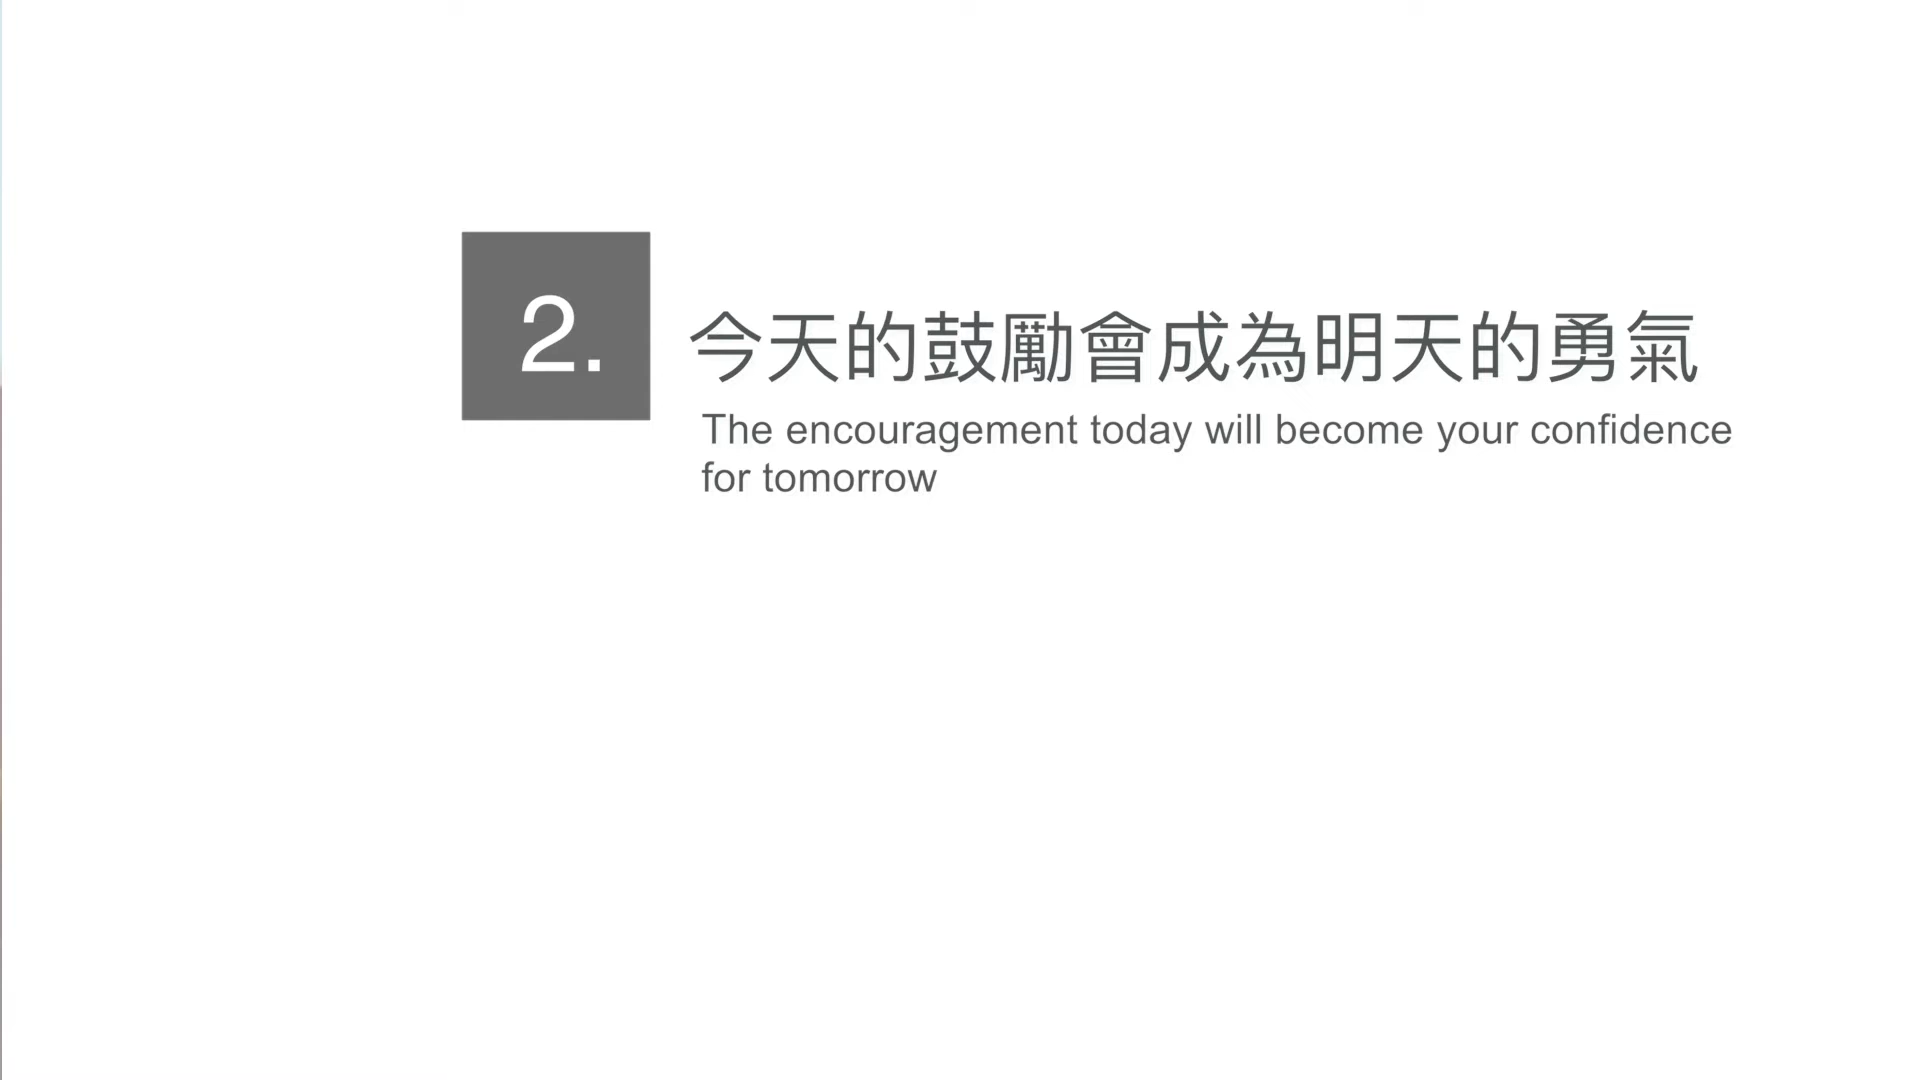 2.
今天的鼓勵會成為明天的勇氣
The encouragement today will become your confidence
for tomorrow